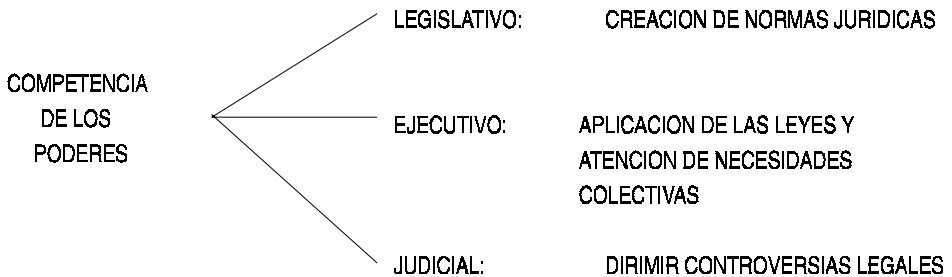 COMPETENCIA
DE LOS
PODERES
LEGISLATIVO: CREACION DE NORMAS JURIDICAS
EJECUTIVO: APLICACION DE LAS LEYES Y
ATENCION DE NECESIDADES
COLECTIVAS
JUDICIAL: DIRIMIR CONTROVERSIAS LEGALES